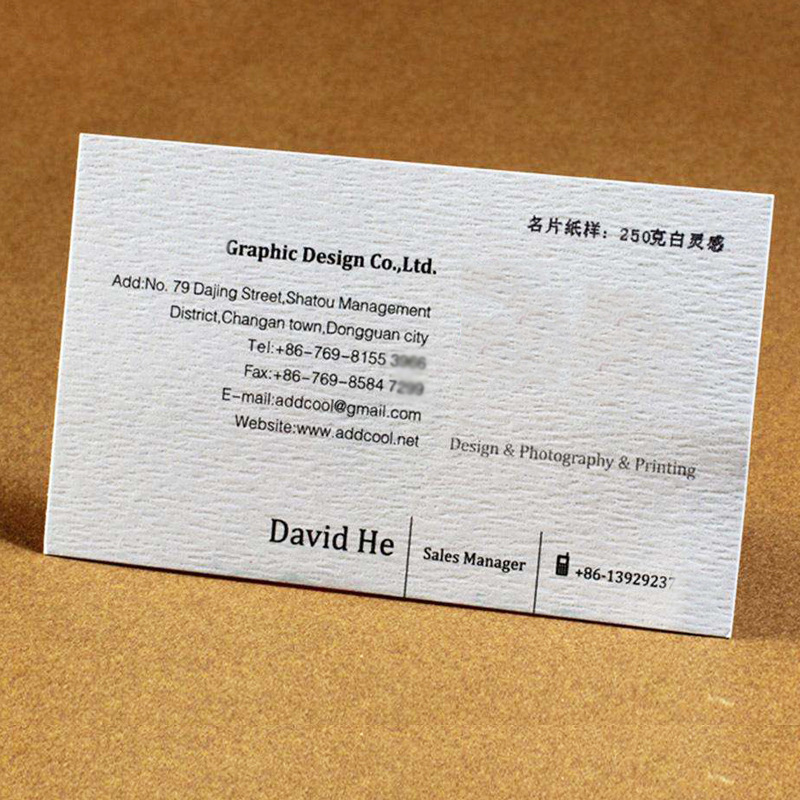 名片纸样: 250克白灵感
Graphic Design Co.,Ltd.
Add:No. 79 Dajing Street,Shatou Management
District,Changan town,Dongguan city
Tel:+86-769-8155
Fax:+86-769-8584
E-mail:addcool@gmail.com
Website:www.addcool.net
Design & Photography & Printing
David He
Sales Manager
+86-13929237